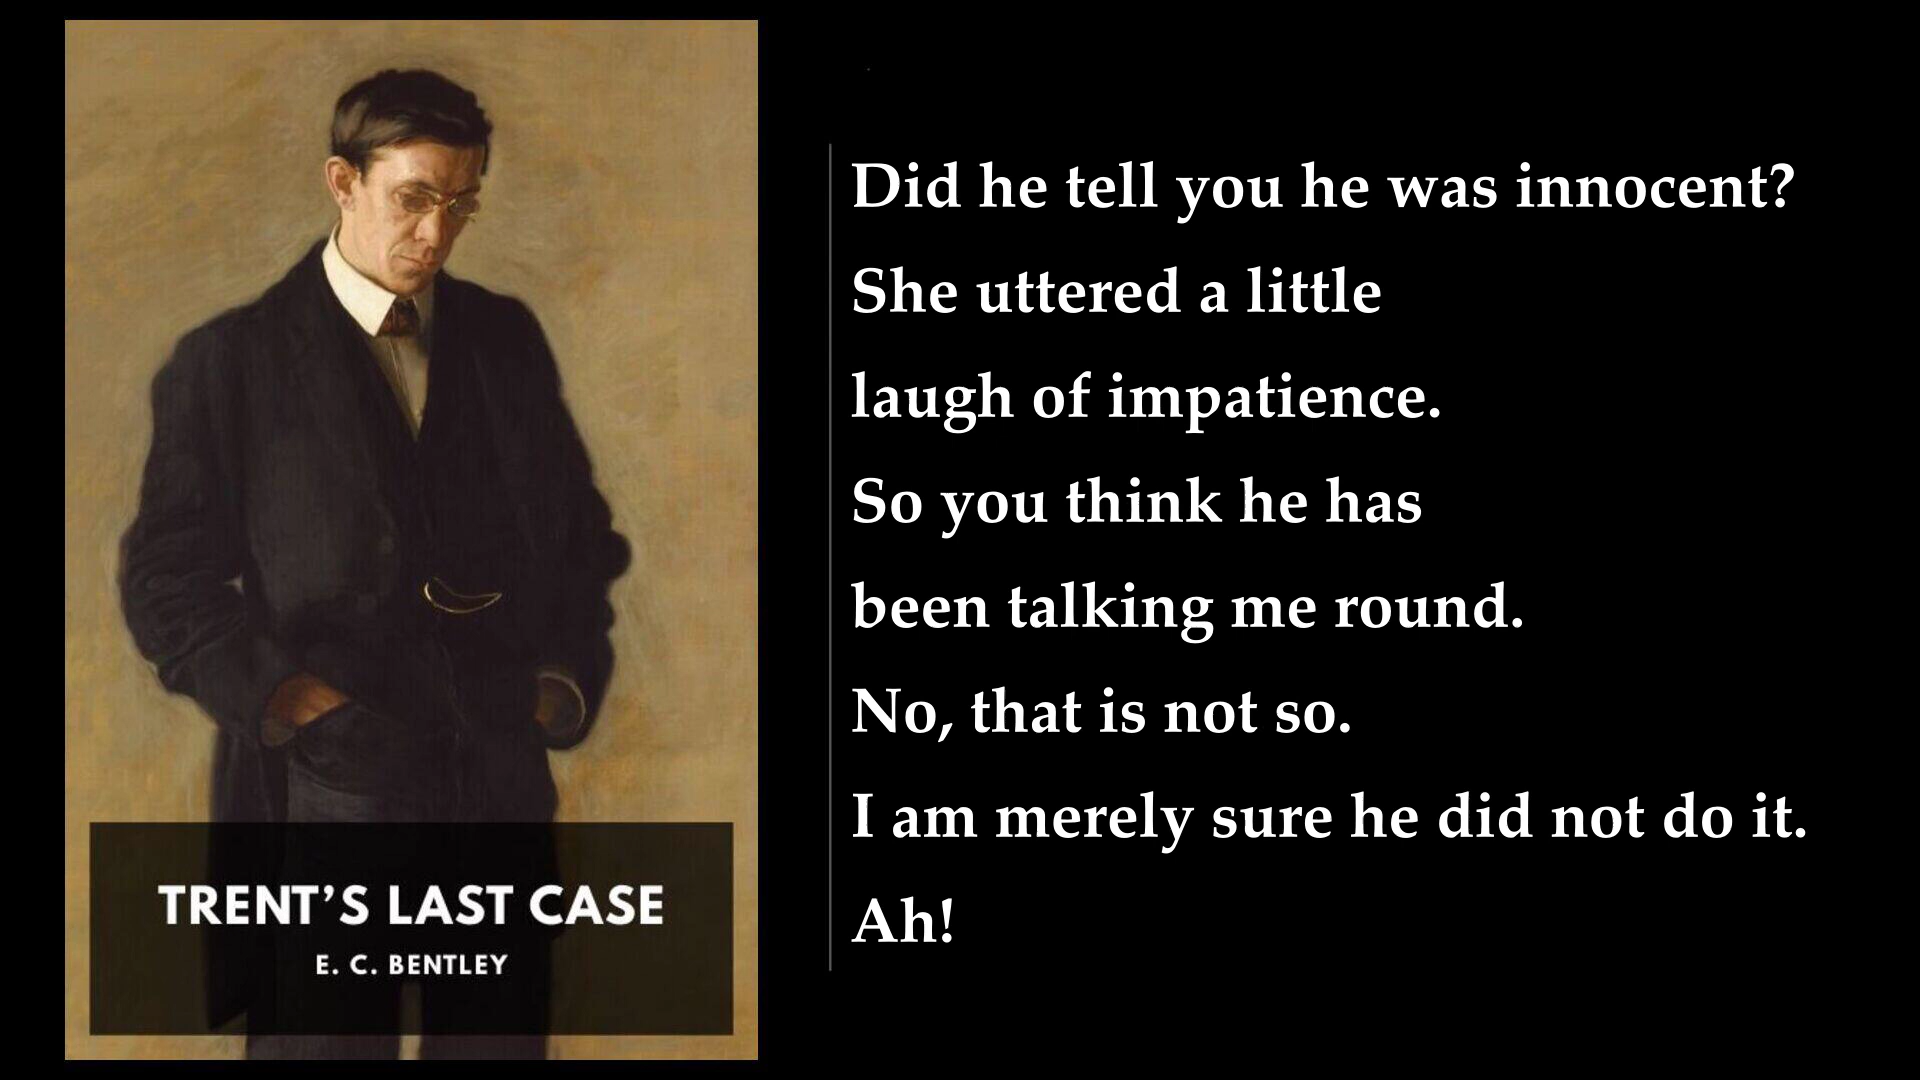 TRENT’S LAST CASE
E. C. BENTLEY
Did he tell you he was innocent?
She uttered a little
laugh of impatience.
So you think he has
been talking me round.
No, that is not so.
I am merely sure he did not do it.
Ah!